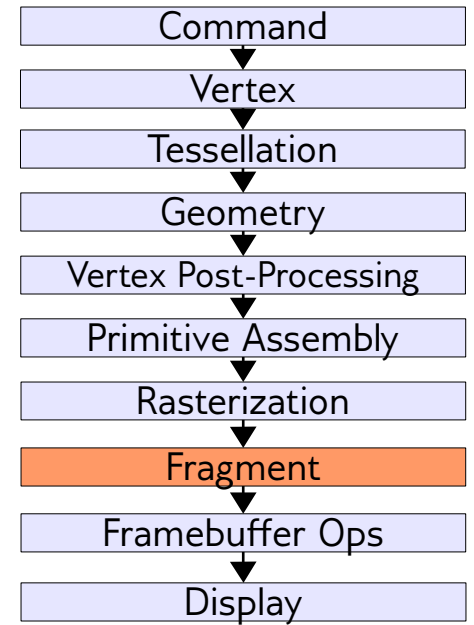 Command
Vertex
Tessellation
Geometry
Vertex Post-Processing
Primitive Assembly
Rasterization
Fragment
Framebuffer Ops
Display